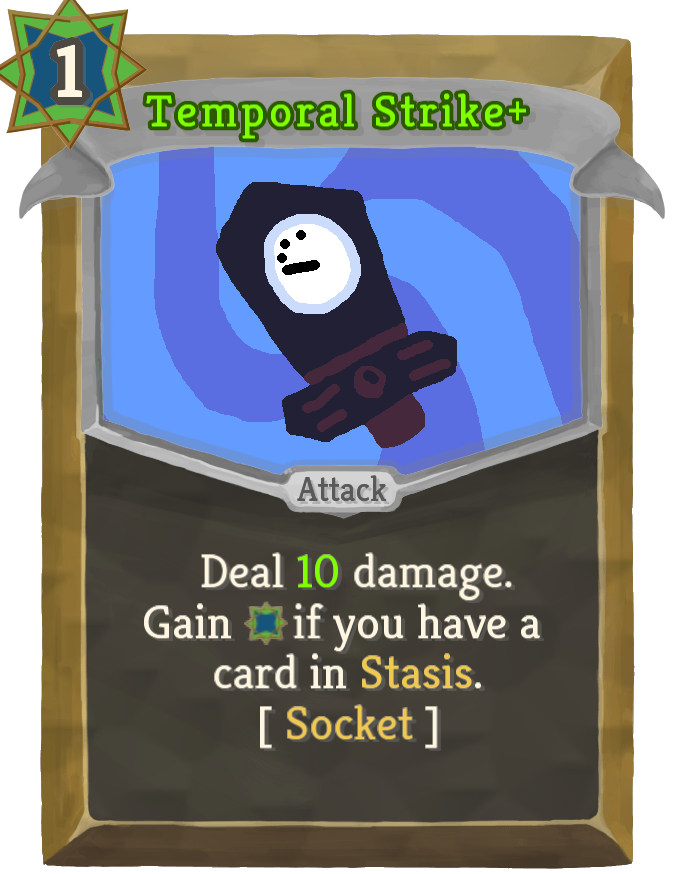 1
Temporal Strike+
Attack
Deal 10 damage.
Gain if you have a
card in Stasis.
[ Socket ]